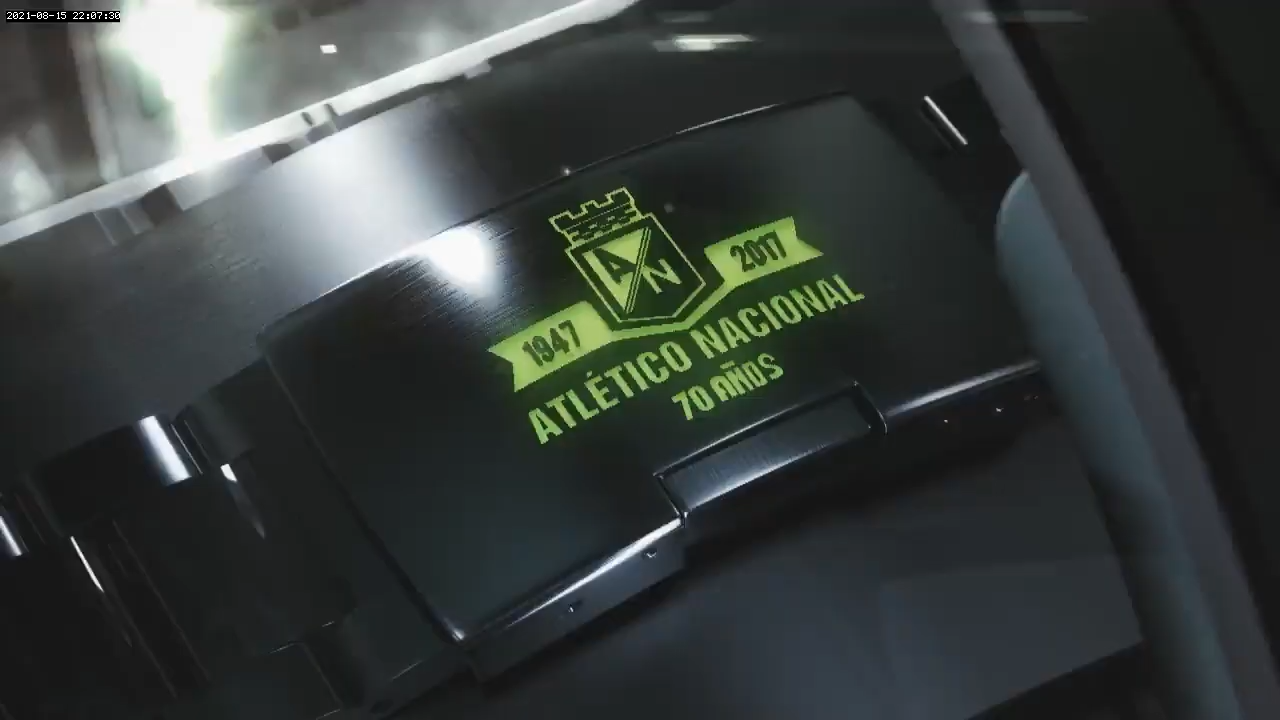 2021-08-15 22:07:30
AN
1947
2017
ATLÉTICO NACIONAL
70 AÑOS